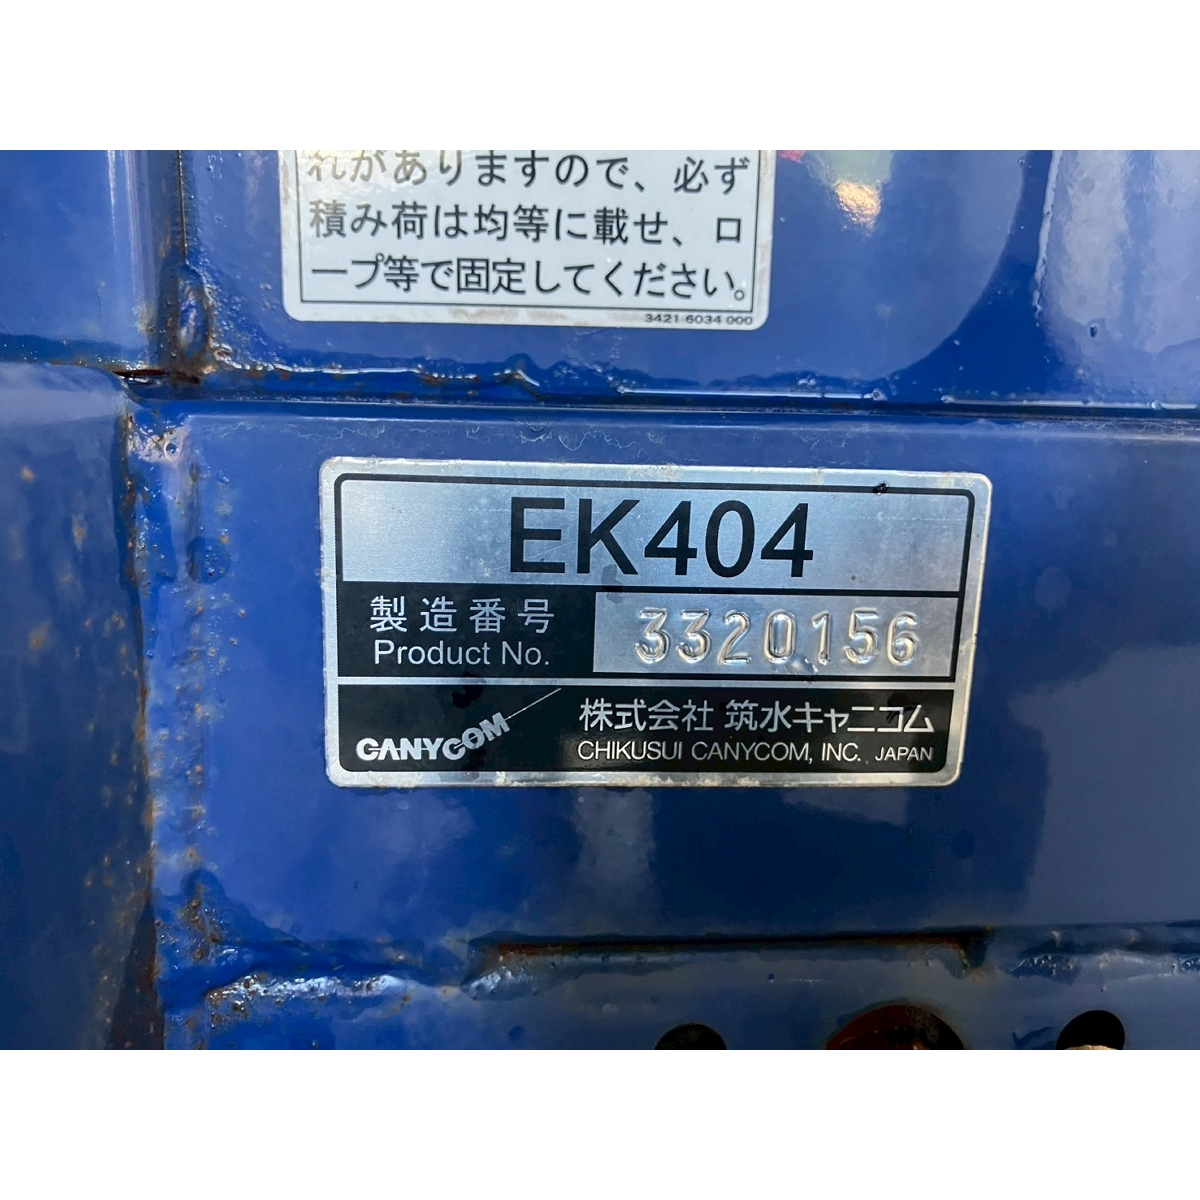 れがありますので、必ず
積み荷は均等に載せ、ロ
ープ等で固定してください。
3421 6034 000
EK404
製造番号
Product No.
3320156
CANYCOM
株式会社 筑水キャニコム
CHIKUSUI CANYCOM, INC. JAPAN